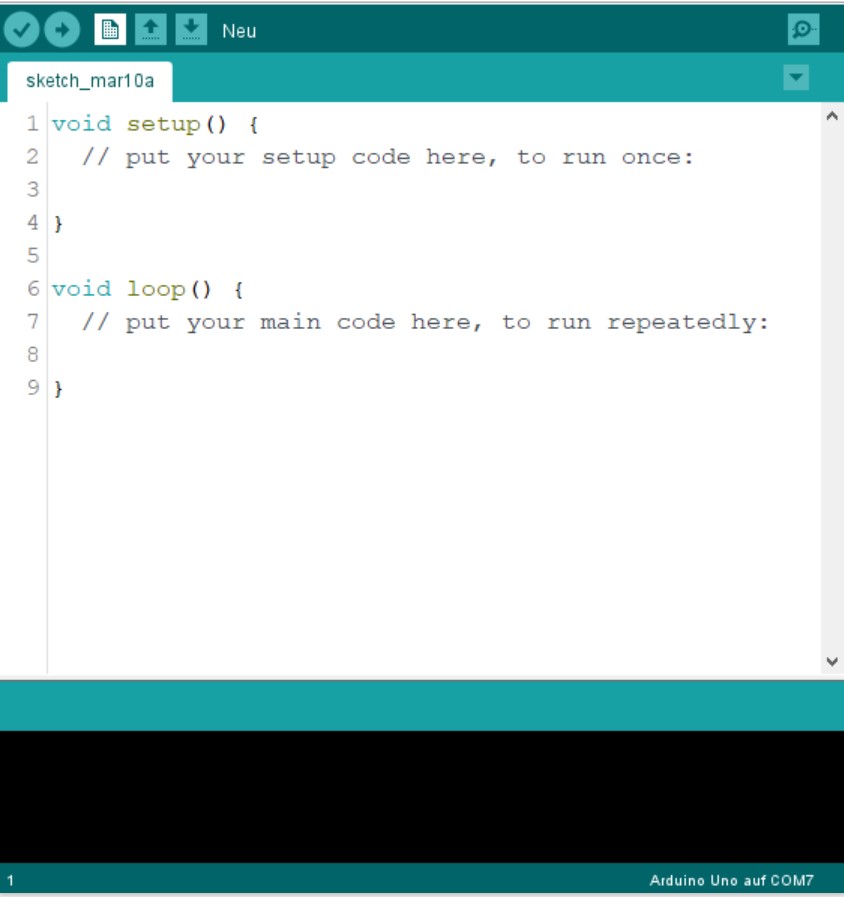 Neu
sketch_mar10a
1 void setup() {
2   // put your setup code here, to run once:
3
4 }
5
6 void loop() {
7   // put your main code here, to run repeatedly:
8
9 }
1 Arduino Uno auf COM7